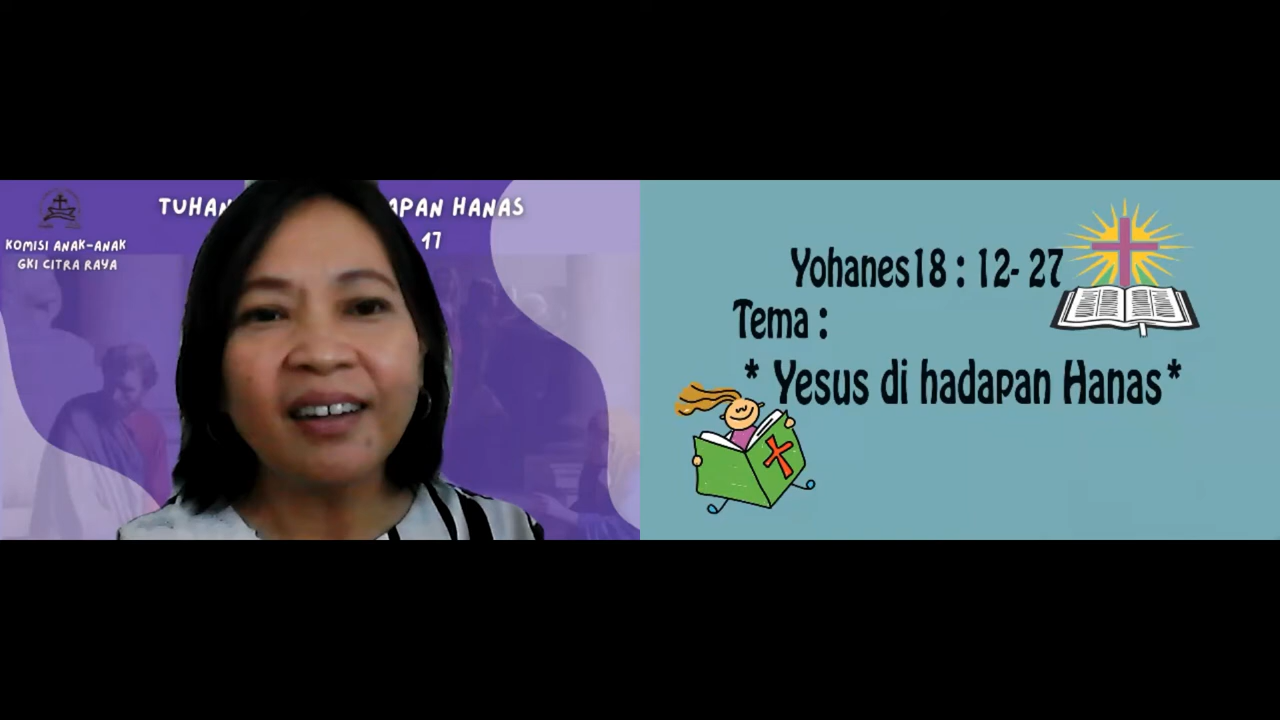 TUHAN APAN HANAS
17
KOMISI ANAK-ANAK
GKI CITRA RAYA
Yohanes18 : 12- 27
Tema :
* Yesus di hadapan Hanas*